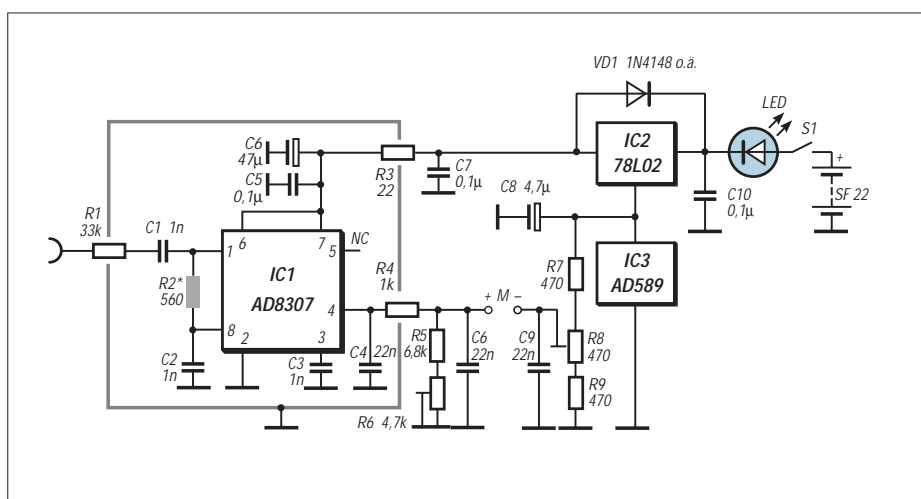 VD1 1N4148 o.ä.
LED
S1
IC2
78L02
+
SF 22
C10
0,1µ
C6
47µ
C5
0,1µ
R3
22
C7
0,1µ
C8 4,7µ
R1
33k
C1 1n
R2*
560
C2
1n
1
6
7
5
NC
IC1
AD8307
4
8
2
3
C3
1n
R4
1k
C4
22n
R5
6,8k
R6 4,7k
C6
22n
+ M –
C9
22n
R7
470
R8
470
R9
470
IC3
AD589